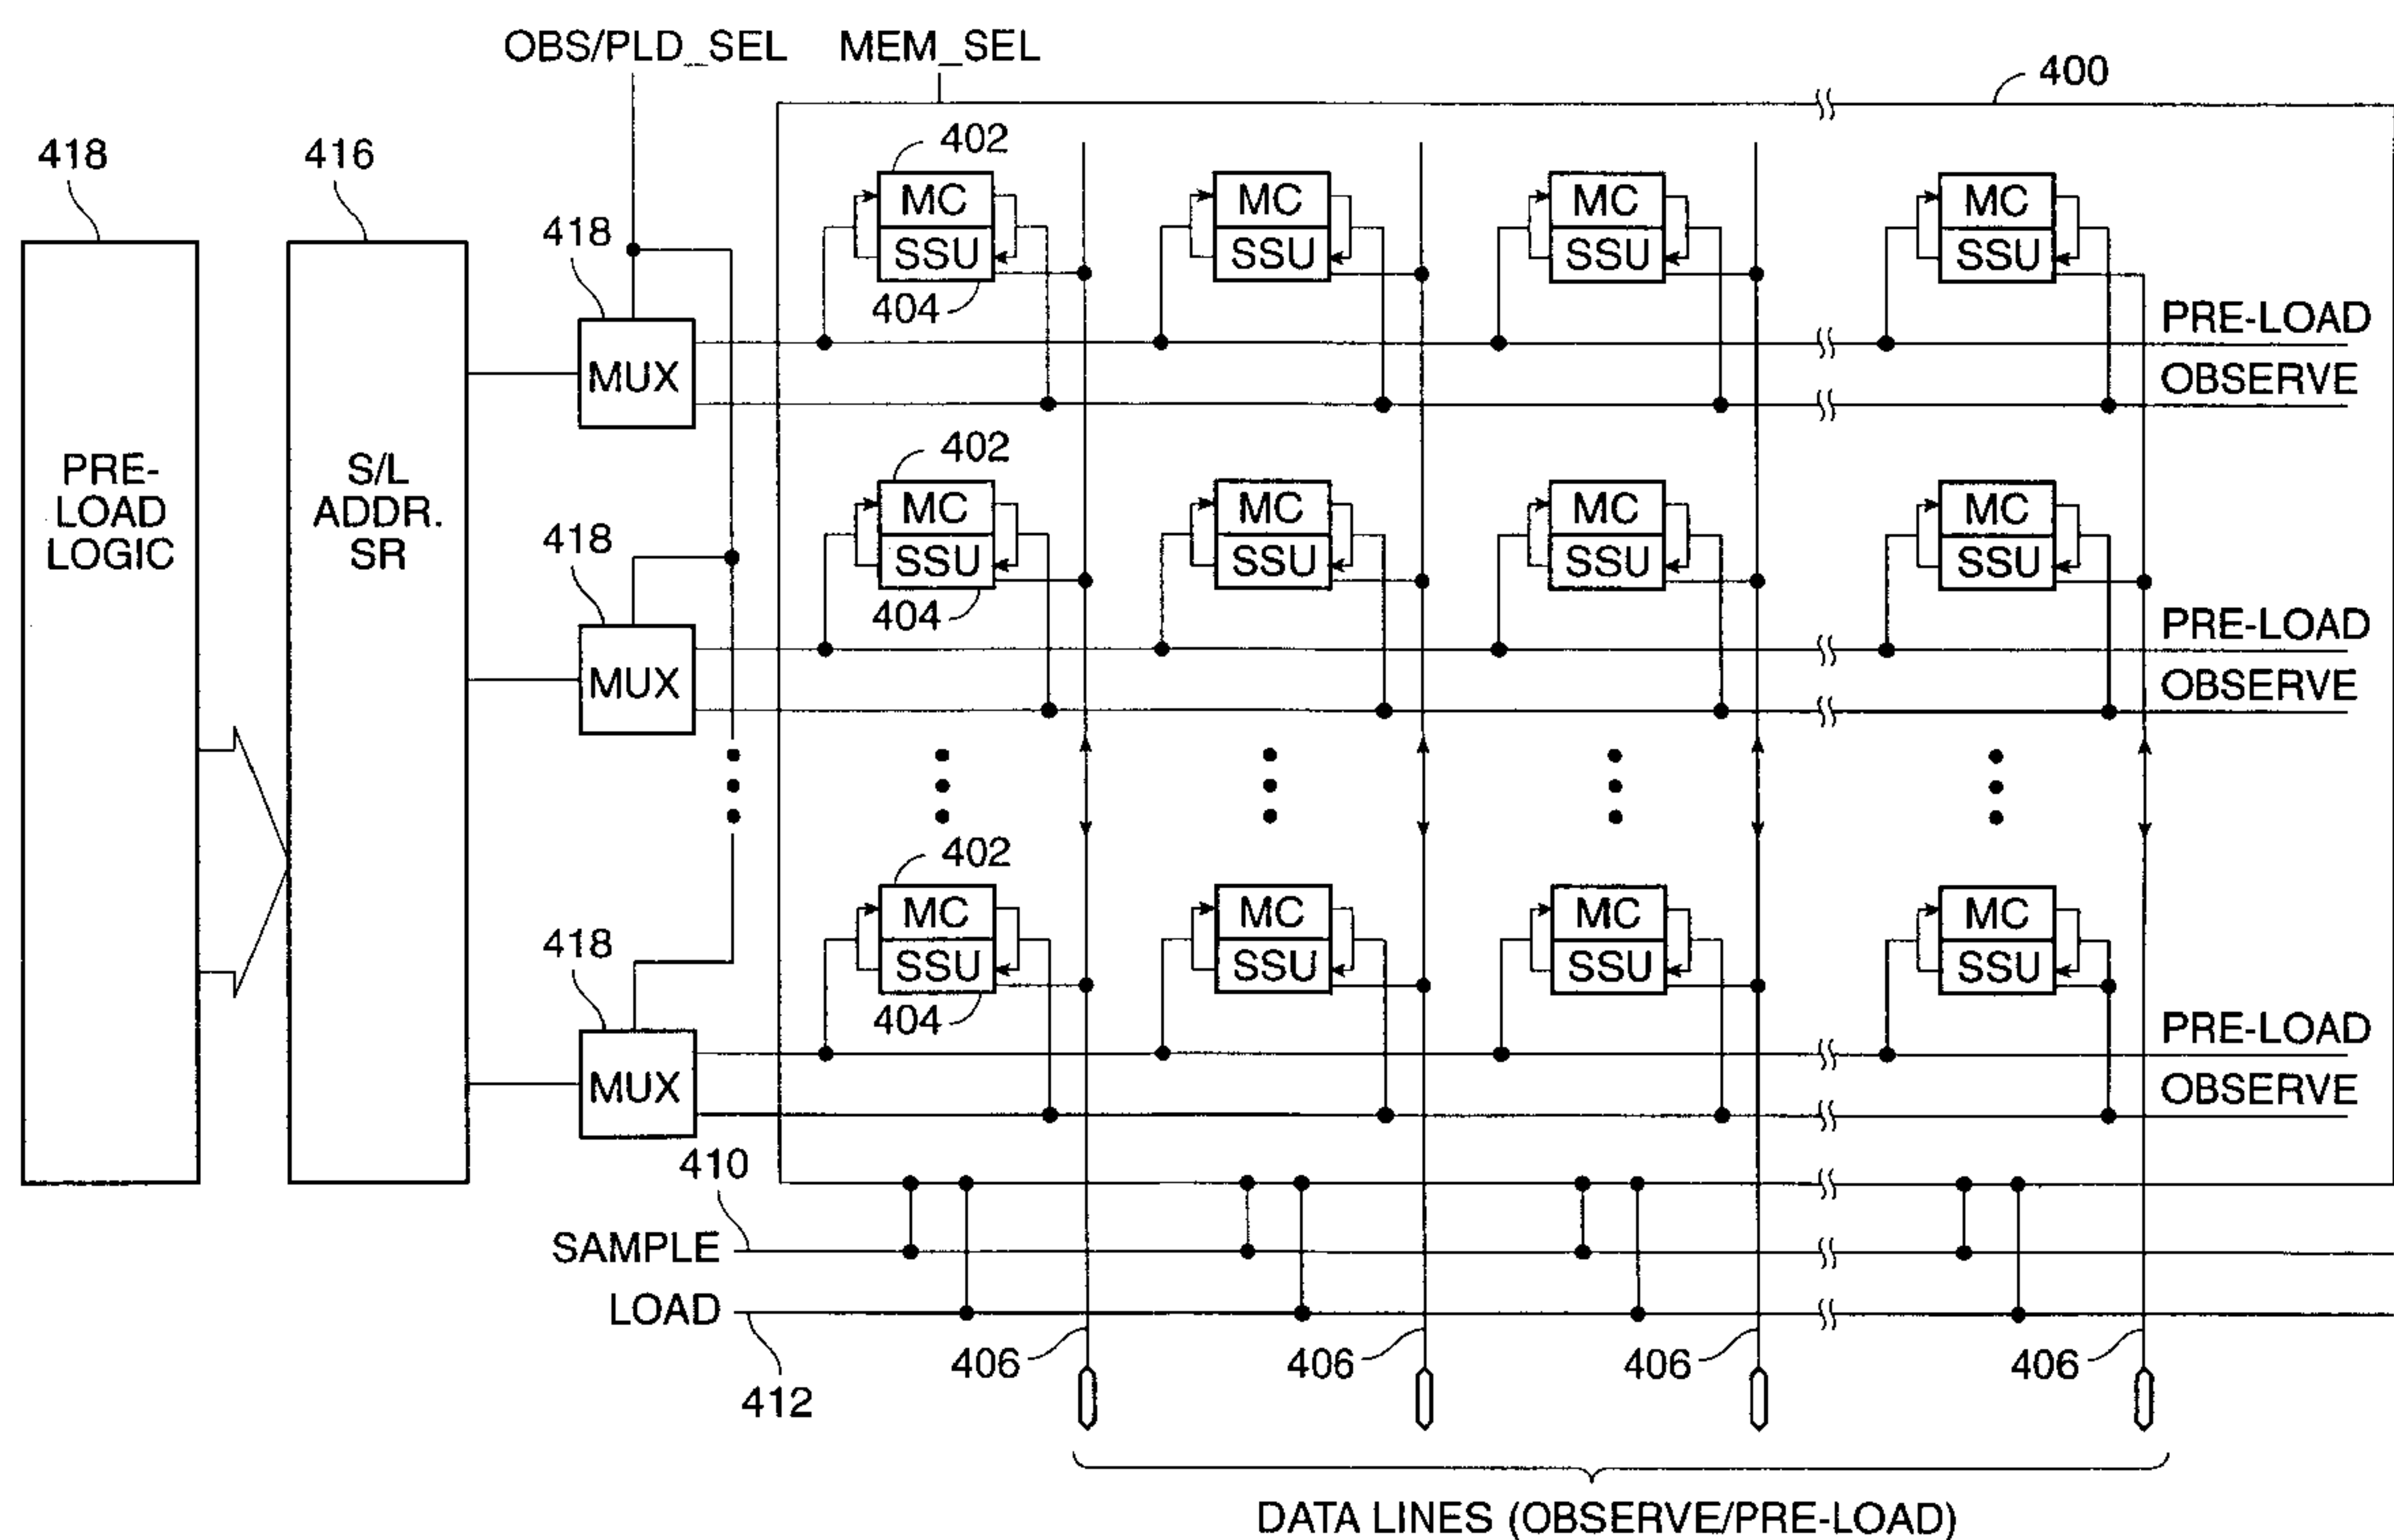 OBS/PLD_SEL MEM_SEL
400
418 416 402
418 MC MC MC MC
SSU SSU SSU SSU
404
PRE-LOAD
MUX OBSERVE
402
PRE-
LOAD
LOGIC
S/L
ADDR.
SR
418 MC MC MC MC
SSU SSU SSU SSU
404
PRE-LOAD
MUX OBSERVE
402
418 MC MC MC MC
SSU SSU SSU SSU
404
PRE-LOAD
MUX OBSERVE
410
SAMPLE
LOAD
412
406 406 406 406
DATA LINES (OBSERVE/PRE-LOAD)